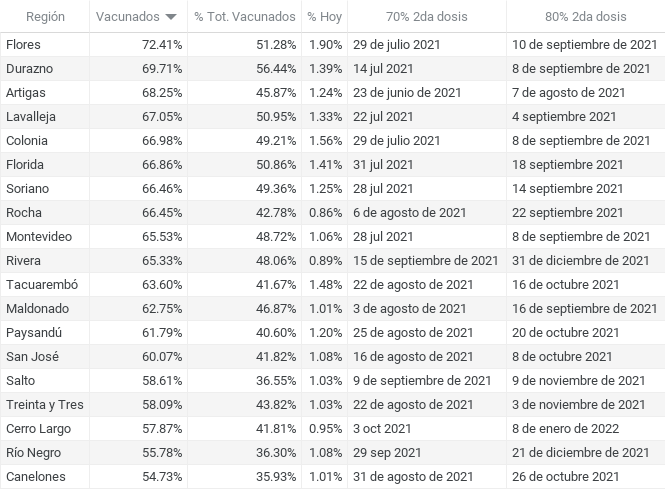 Región Vacunados % Tot. Vacunados % Hoy 70% 2da dosis 80% 2da dosis
Flores 72.41% 51.28% 1.90% 29 de julio 2021 10 de septiembre de 2021
Durazno 69.71% 56.44% 1.39% 14 jul 2021 8 de septiembre de 2021
Artigas 68.25% 45.87% 1.24% 23 de junio de 2021 7 de agosto de 2021
Lavalleja 67.05% 50.95% 1.33% 22 jul 2021 4 septiembre 2021
Colonia 66.98% 49.21% 1.56% 29 de julio 2021 8 de septiembre de 2021
Florida 66.86% 50.86% 1.41% 31 jul 2021 18 septiembre 2021
Soriano 66.46% 49.36% 1.25% 28 jul 2021 14 septiembre 2021
Rocha 66.45% 42.78% 0.86% 6 de agosto de 2021 22 septiembre 2021
Montevideo 65.53% 48.72% 1.06% 28 jul 2021 8 de septiembre de 2021
Rivera 65.33% 48.06% 0.89% 15 de septiembre de 2021 31 de diciembre de 2021
Tacuarembó 63.60% 41.67% 1.48% 22 de agosto de 2021 16 de octubre 2021
Maldonado 62.75% 46.87% 1.01% 3 de agosto de 2021 16 de septiembre de 2021
Paysandú 61.79% 40.60% 1.20% 25 de agosto de 2021 20 de octubre 2021
San José 60.07% 41.82% 1.08% 16 de agosto de 2021 8 de octubre 2021
Salto 58.61% 36.55% 1.03% 9 de septiembre de 2021 9 de noviembre de 2021
Treinta y Tres 58.09% 43.82% 1.03% 22 de agosto de 2021 3 de noviembre de 2021
Cerro Largo 57.87% 41.81% 0.95% 3 oct 2021 8 de enero de 2022
Río Negro 55.78% 36.30% 1.08% 29 sep 2021 21 de diciembre de 2021
Canelones 54.73% 35.93% 1.01% 31 de agosto de 2021 26 de octubre 2021